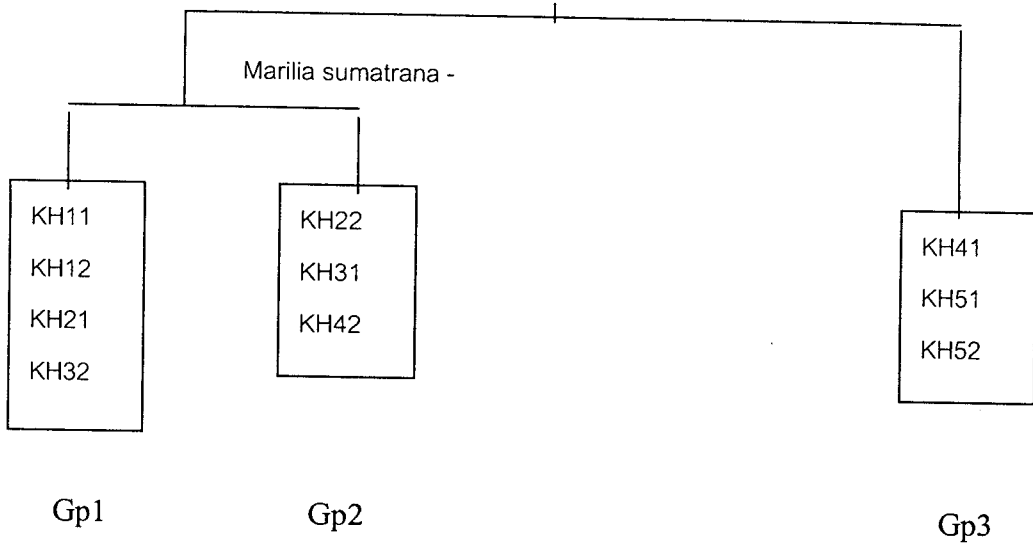 Marilia sumatrana -
KH11
KH12
KH21
KH32
KH22
KH31
KH42
KH41
KH51
KH52
Gp1
Gp2
Gp3